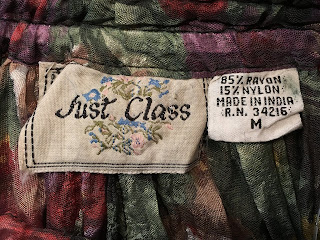 Just Class
85% RAYON
15% NYLON
MADE IN INDIA
R.N. 34216
M